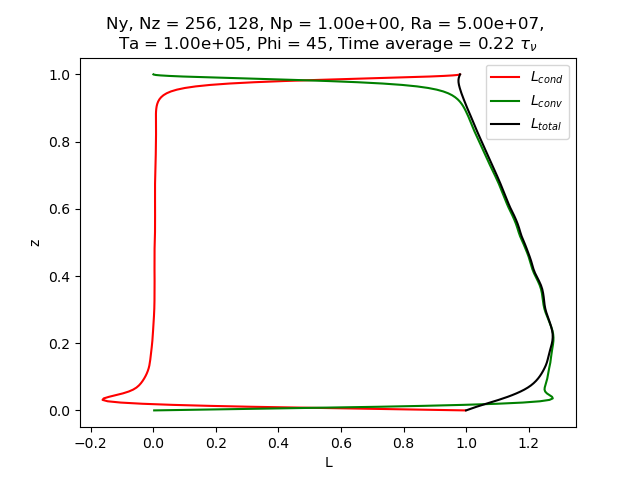 Ny, Nz = 256, 128, Np = 1.00e+00, Ra = 5.00e+07,
Ta = 1.00e+05, Phi = 45, Time average = 0.22 τ_ν
1.0
0.8
0.6
0.4
0.2
0.0
z
−0.2 0.0 0.2 0.4 0.6 0.8 1.0 1.2
L
L_cond
L_conv
L_total